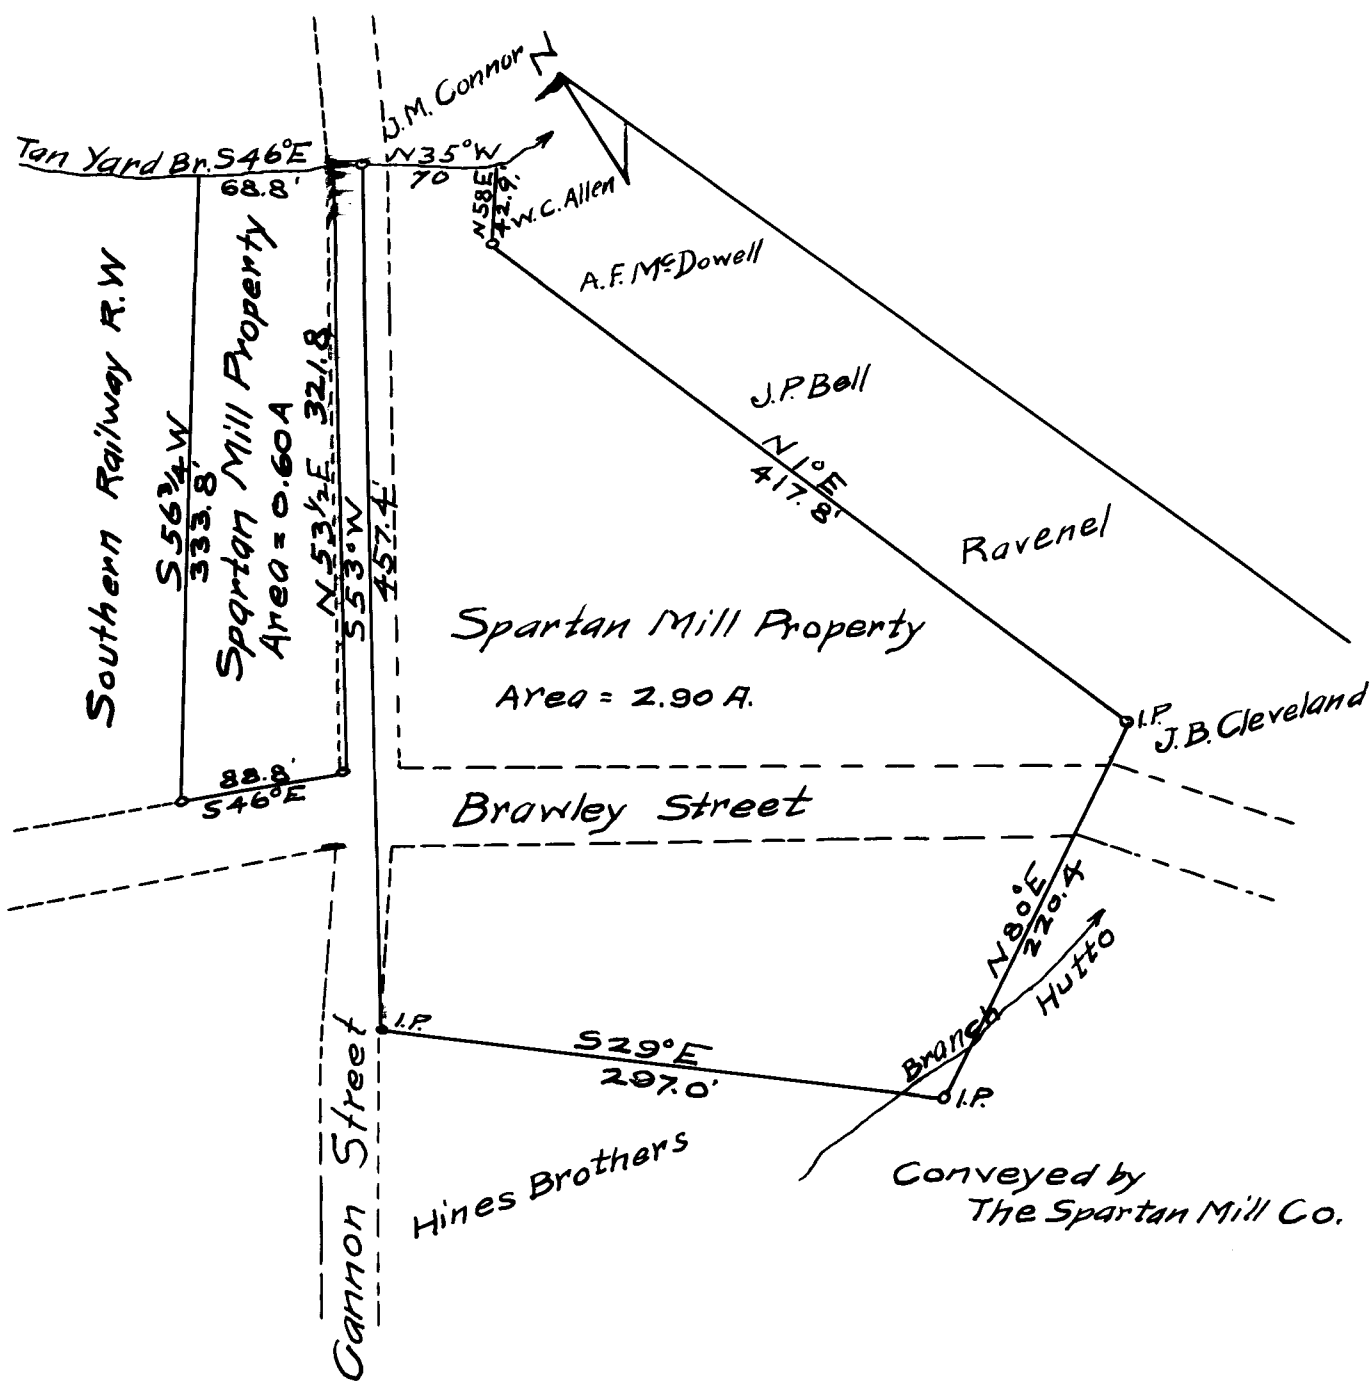 N
J.M. Connor
Tan Yard Br. S46°E
68.8'
N35°W
70
N58E
42.9'
W.C. Allen
A.F. McDowell
J.P. Bell
N1°E
417.8'
Ravenel
Southern Railway R.W
S56¾W
333.8'
Spartan Mill Property
Area = 0.60A
N53½E 321.8
S53°W
457.4'
Spartan Mill Property
Area = 2.90 A.
I.P.
J.B. Cleveland
88.8'
S46°E
Brawley Street
N80°E
220.4
Hutto
Branch
I.P.
S29°E
297.0'
I.P.
Cannon Street
Hines Brothers
Conveyed by
The Spartan Mill Co.